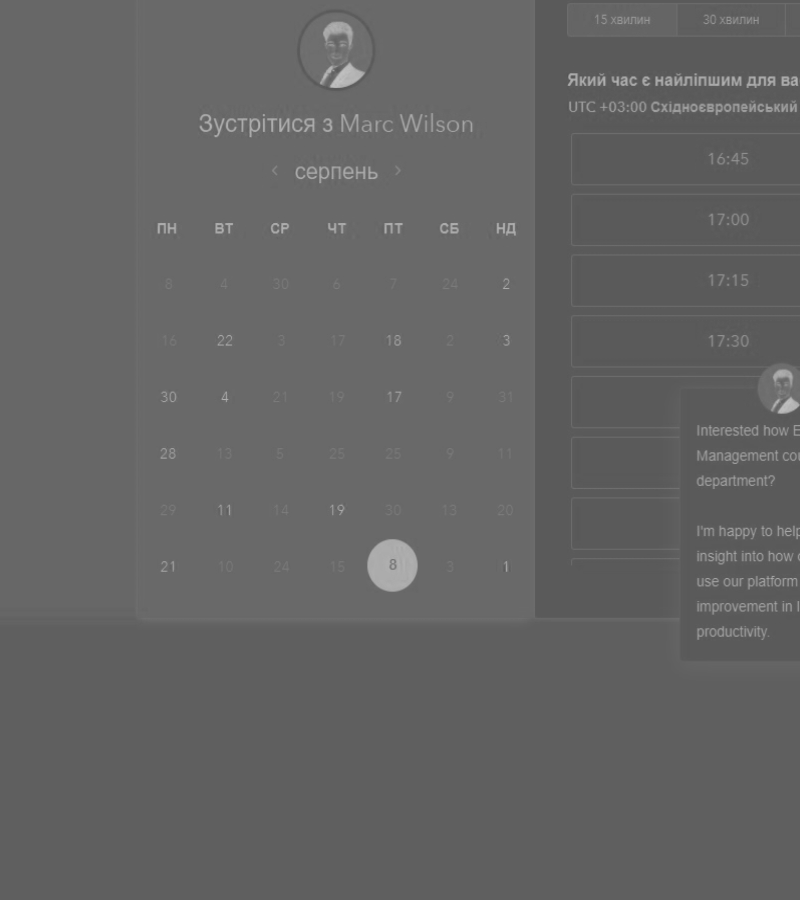 Зустрітися з Marc Wilson
серпень
ПН ВТ СР ЧТ ПТ СБ НД
8 4 30 6 7 24 2
16 22 3 17 18 2 3
30 4 21 19 17 9 31
28 13 5 25 25 9 11
29 11 14 19 30 13 20
21 10 24 15 8 3 1
15 хвилин 30 хвилин
Який час є найліпшим для ва
UTC +03:00 Східноєвропейський
16:45
17:00
17:15
17:30
Interested how E
Management cou
department?
I'm happy to help
insight into how o
use our platform
improvement in l
productivity.